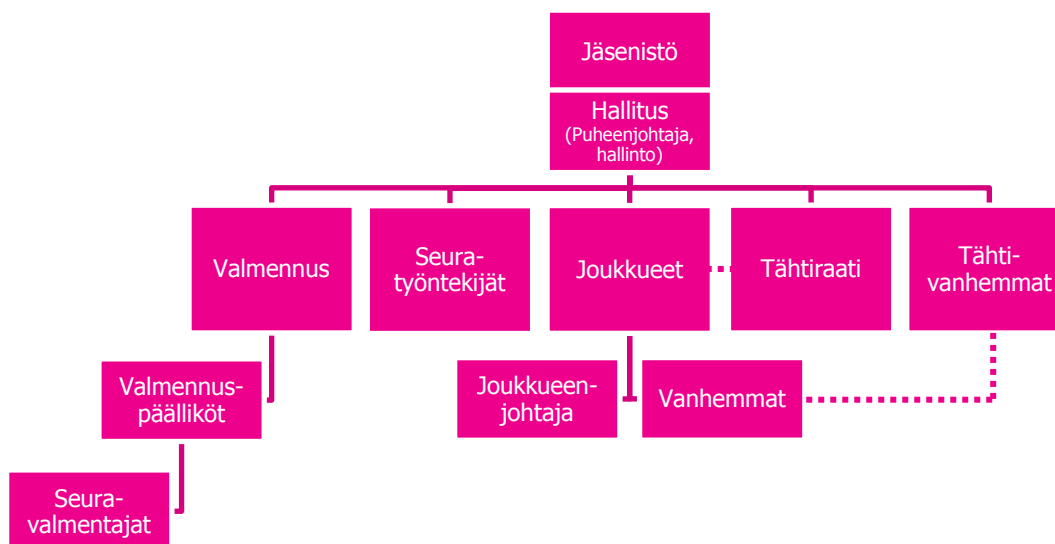 Jäsenistö
Hallitus
(Puheenjohtaja,
hallinto)
Valmennus
Seura-
työntekijät
Joukkueet
Tähtiraati
Tähti-
vanhemmat
Valmennus-
päälliköt
Joukkueen-
johtaja
Vanhemmat
Seura-
valmentajat